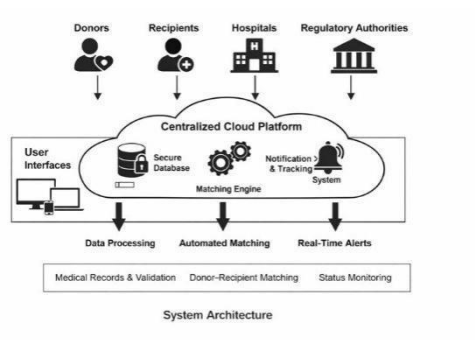 Donors Recipients Hospitals Regulatory Authorities
H
Centralized Cloud Platform
User
Interfaces
Secure
Database
Matching Engine
Notification
& Tracking
System
Data Processing Automated Matching Real-Time Alerts
Medical Records & Validation Donor–Recipient Matching Status Monitoring
System Architecture